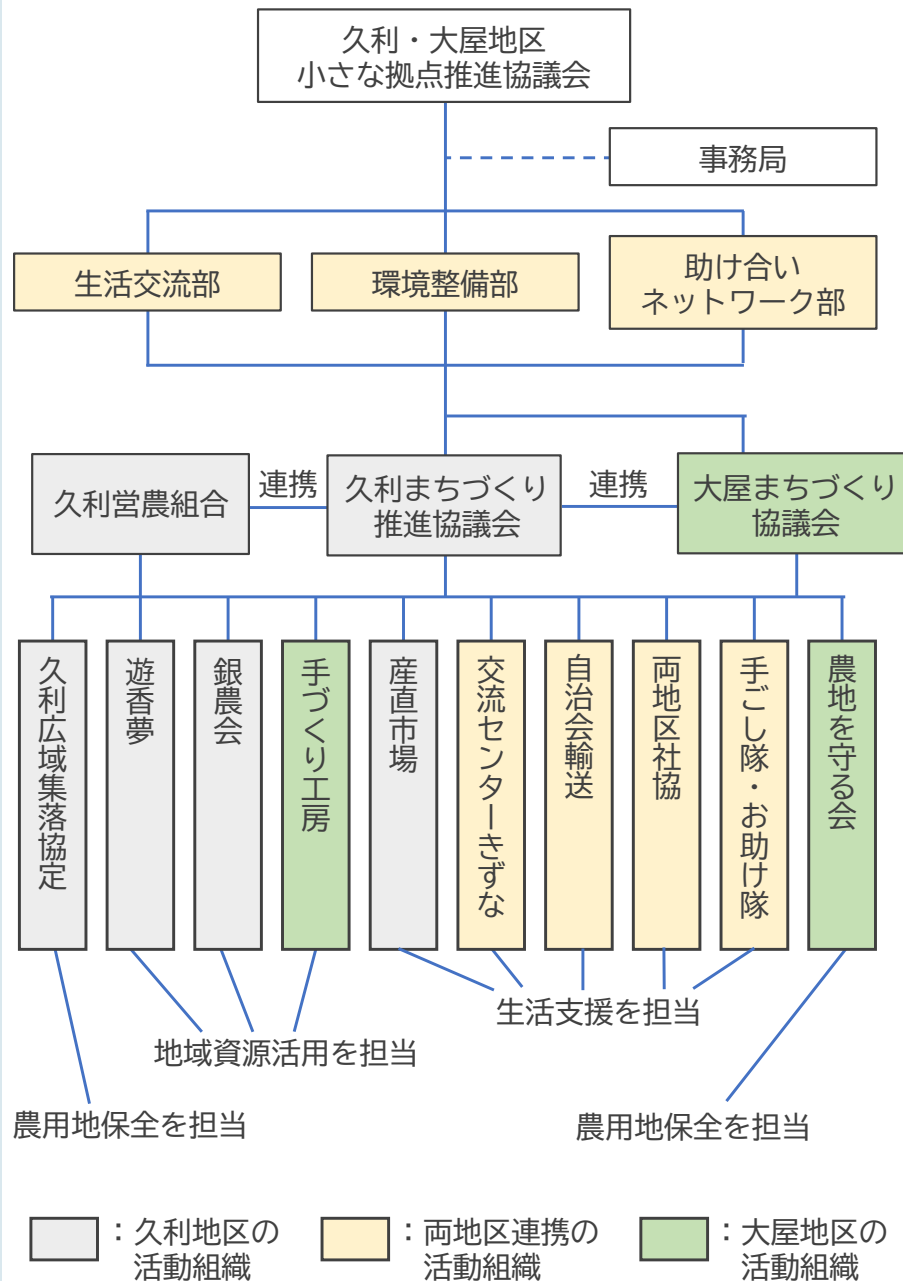 久利・大屋地区
小さな拠点推進協議会
事務局
生活交流部
環境整備部
助け合い
ネットワーク部
久利営農組合
連携
久利まちづくり
推進協議会
連携
大屋まちづくり
協議会
久利広域集落協定
遊香夢
銀農会
手づくり工房
産直市場
交流センターきずな
自治会輸送
両地区社協
手ごし隊・お助け隊
農地を守る会
生活支援を担当
地域資源活用を担当
農用地保全を担当
農用地保全を担当
：久利地区の
活動組織
：両地区連携の
活動組織
：大屋地区の
活動組織